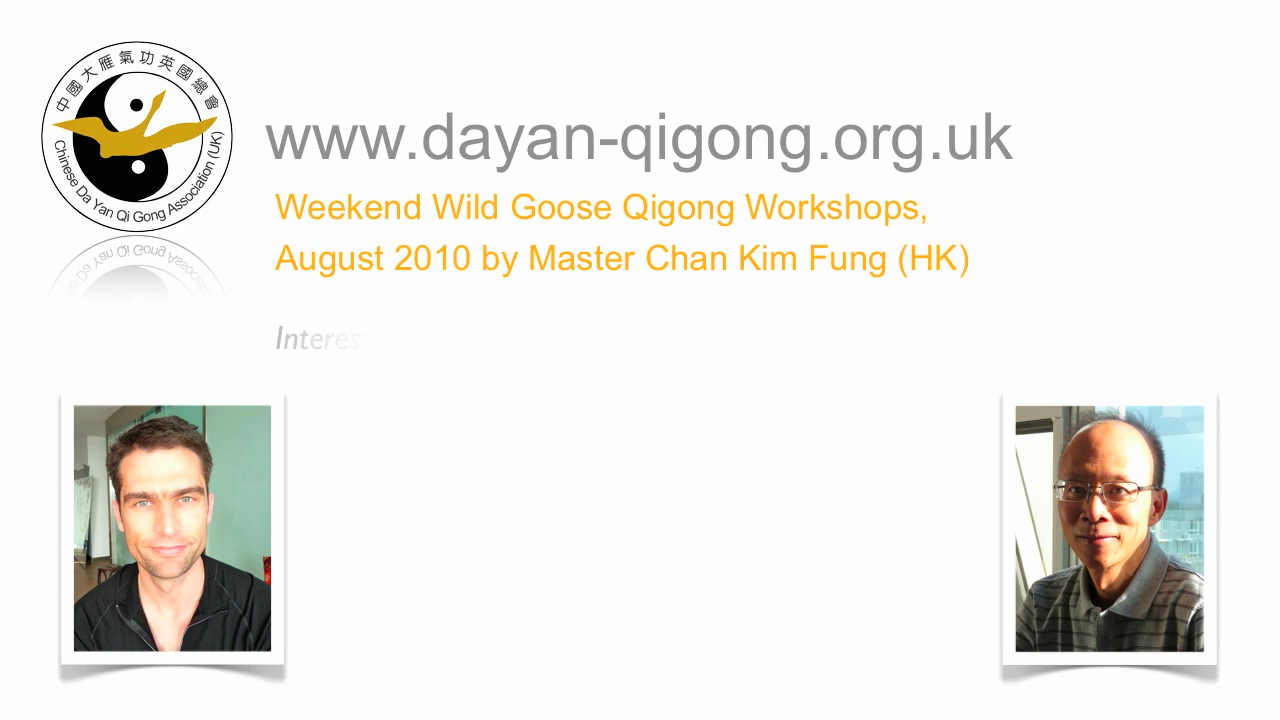 中國大雁氣功英國總會
Chinese Da Yan Qi Gong Association (UK)
www.dayan-qigong.org.uk
Weekend Wild Goose Qigong Workshops,
August 2010 by Master Chan Kim Fung (HK)
Interes